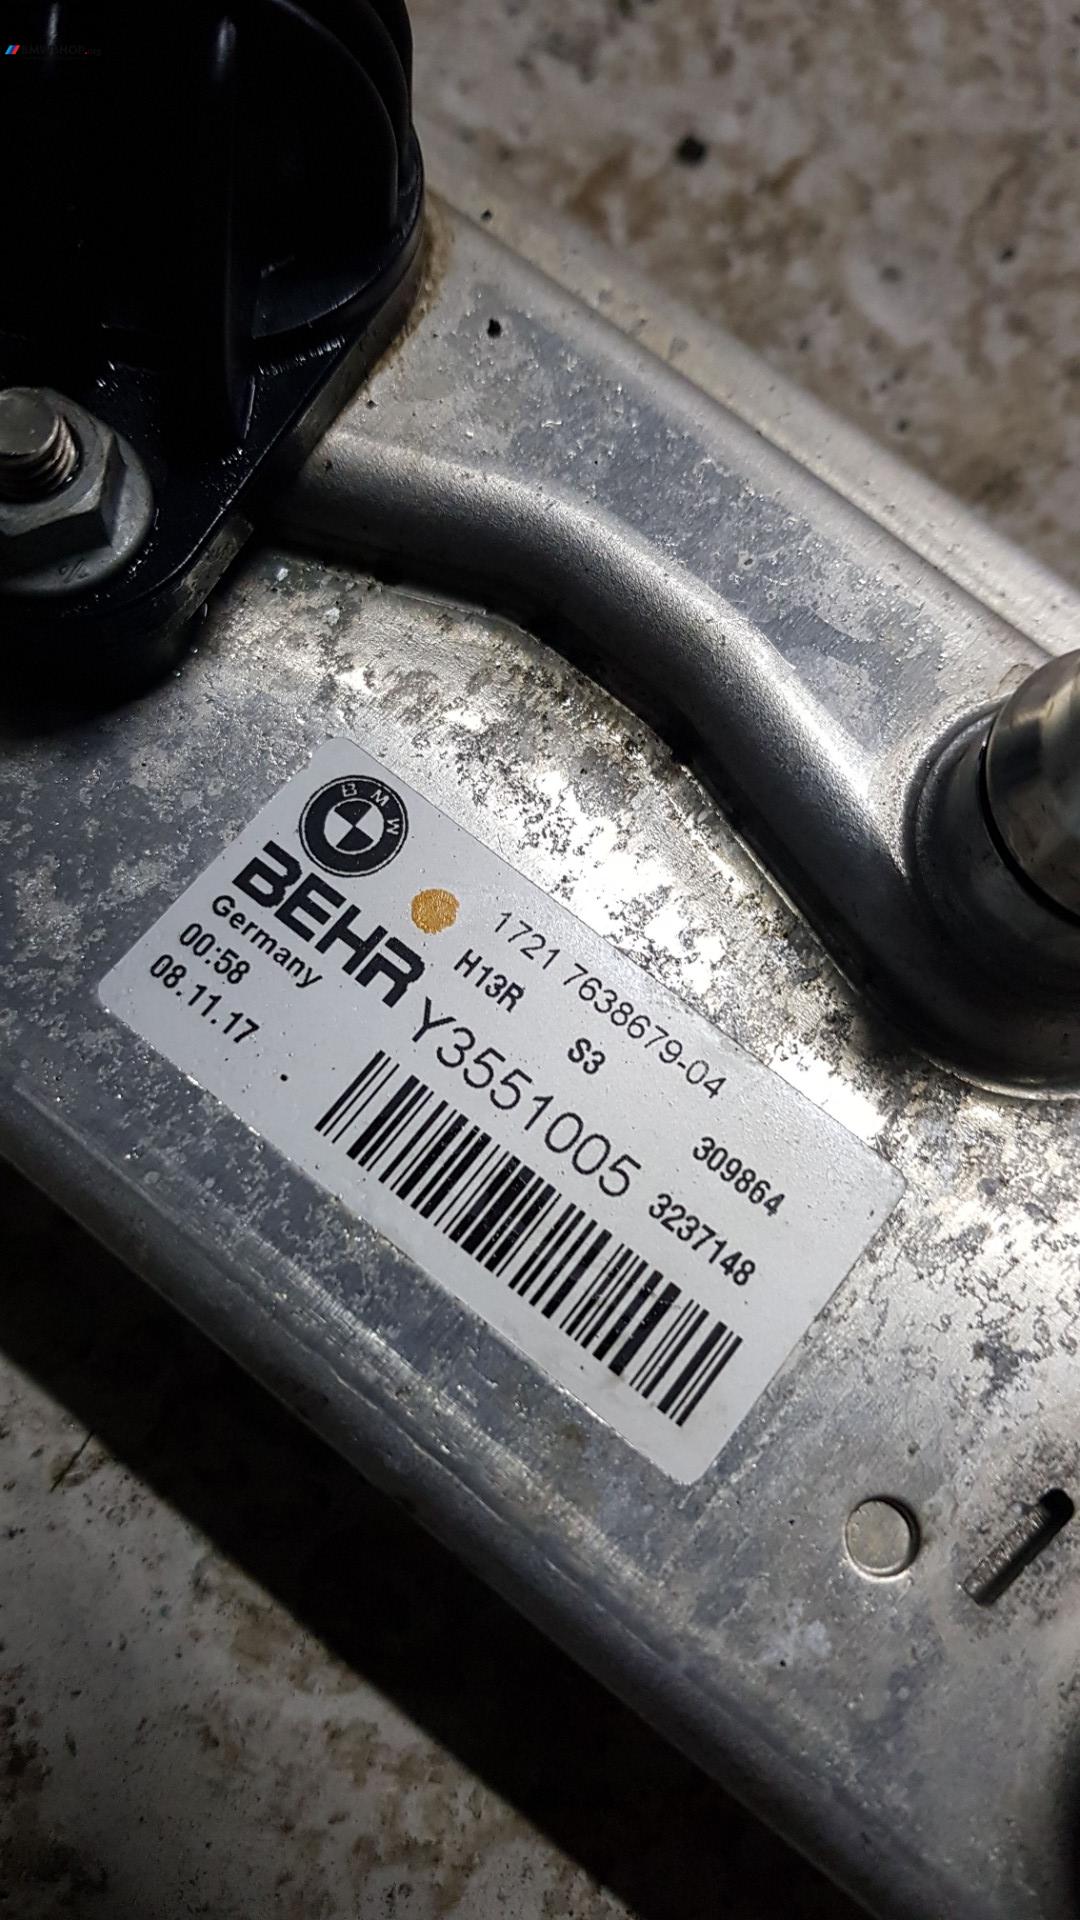 BMW
BEHR
Germany
00:58
08.11.17
1721 7638679-04
H13R S3 309864
Y3551005 3237148